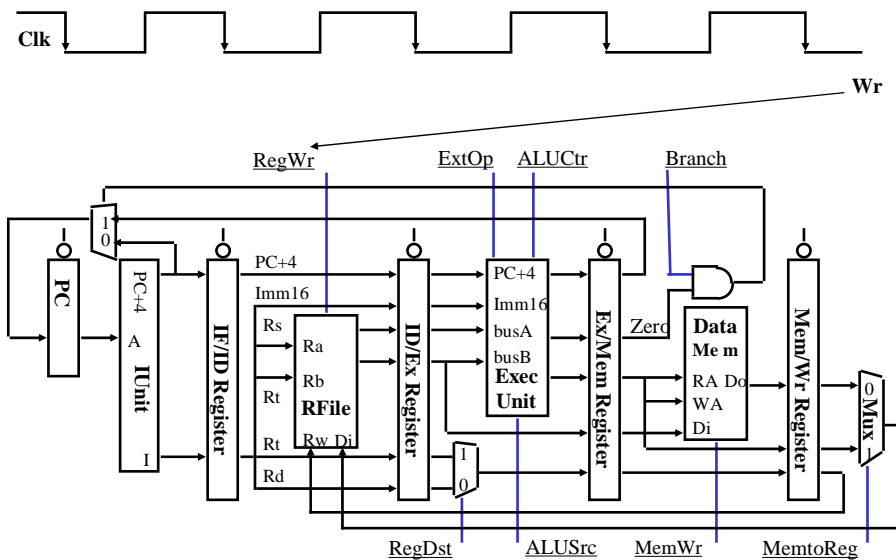 Clk
Wr
RegWr
ExtOp
ALUCtr
Branch
1
0
PC
PC+4
A
IUnit
I
IF/ID Register
PC+4
Imm16
Rs
Rt
Rt
Rd
Ra
Rb
RFile
Rw Di
ID/Ex Register
1
0
PC+4
Imm16
busA
busB
Exec
Unit
Ex/Mem Register
Zero
Data
Me m
RA Do
WA
Di
Mem/Wr Register
0
Mux
1
RegDst
ALUSrc
MemWr
MemtoReg